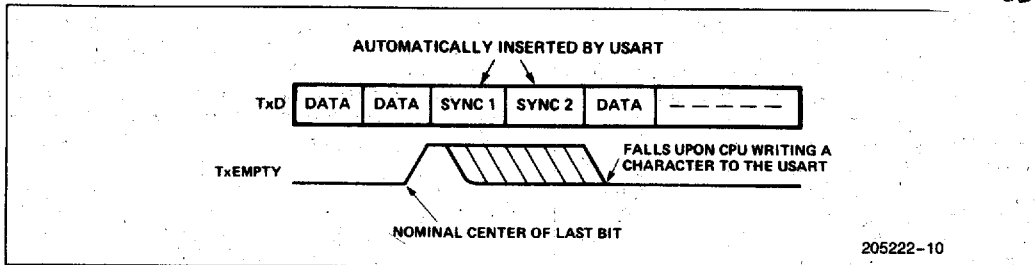 AUTOMATICALLY INSERTED BY USART
TxD DATA DATA SYNC 1 SYNC 2 DATA
TxEMPTY
FALLS UPON CPU WRITING A
CHARACTER TO THE USART
NOMINAL CENTER OF LAST BIT
205222-10